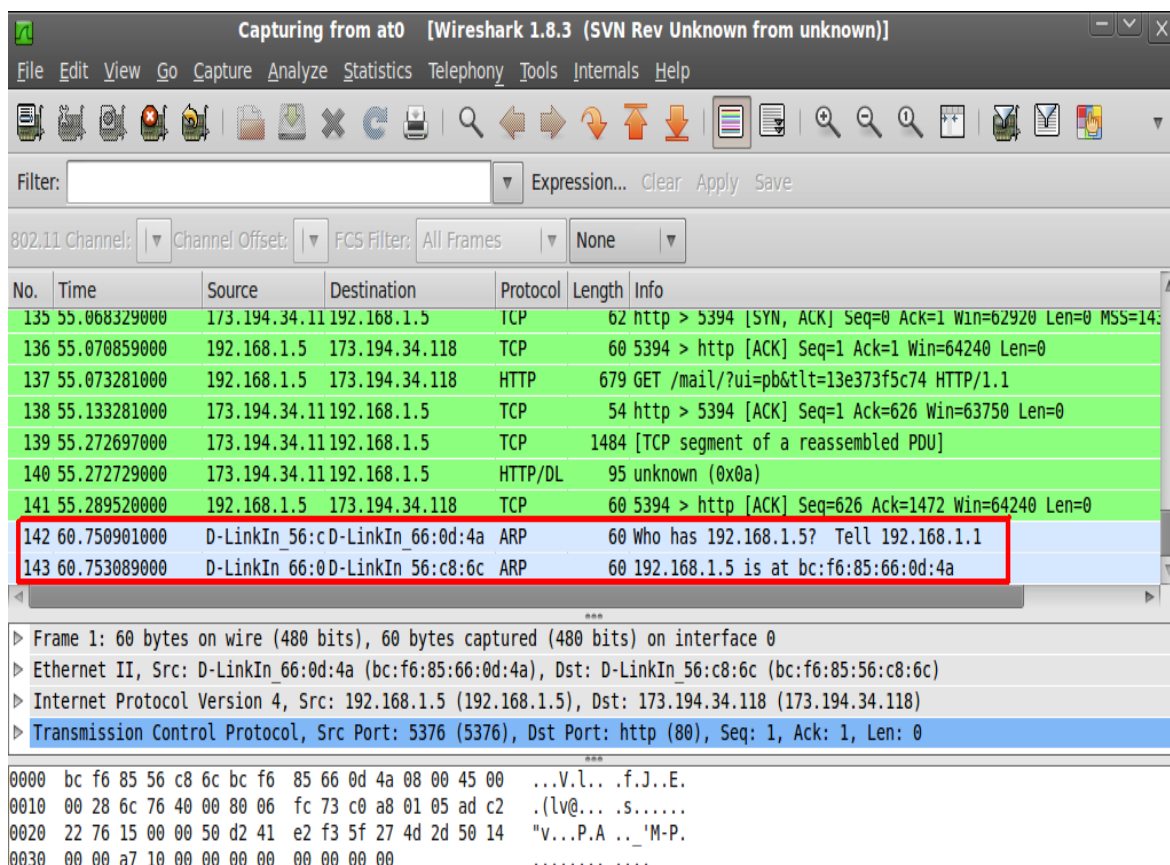 Capturing from at0 [Wireshark 1.8.3 (SVN Rev Unknown from unknown)]
File Edit View Go Capture Analyze Statistics Telephony Tools Internals Help
Filter: Expression... Clear Apply Save
802.11 Channel: Channel Offset: FCS Filter: All Frames None
No. Time Source Destination Protocol Length Info
135 55.068329000 173.194.34.11 192.168.1.5 TCP 62 http > 5394 [SYN, ACK] Seq=0 Ack=1 Win=62920 Len=0 MSS=143
136 55.070859000 192.168.1.5 173.194.34.118 TCP 60 5394 > http [ACK] Seq=1 Ack=1 Win=64240 Len=0
137 55.073281000 192.168.1.5 173.194.34.118 HTTP 679 GET /mail/?ui=pb&tlt=13e373f5c74 HTTP/1.1
138 55.133281000 173.194.34.11 192.168.1.5 TCP 54 http > 5394 [ACK] Seq=1 Ack=626 Win=63750 Len=0
139 55.272697000 173.194.34.11 192.168.1.5 TCP 1484 [TCP segment of a reassembled PDU]
140 55.272729000 173.194.34.11 192.168.1.5 HTTP/DL 95 unknown (0x0a)
141 55.289520000 192.168.1.5 173.194.34.118 TCP 60 5394 > http [ACK] Seq=626 Ack=1472 Win=64240 Len=0
142 60.750901000 D-LinkIn_56:c D-LinkIn_66:0d:4a ARP 60 Who has 192.168.1.5? Tell 192.168.1.1
143 60.753089000 D-LinkIn_66:0 D-LinkIn_56:c8:6c ARP 60 192.168.1.5 is at bc:f6:85:66:0d:4a
Frame 1: 60 bytes on wire (480 bits), 60 bytes captured (480 bits) on interface 0
Ethernet II, Src: D-LinkIn_66:0d:4a (bc:f6:85:66:0d:4a), Dst: D-LinkIn_56:c8:6c (bc:f6:85:56:c8:6c)
Internet Protocol Version 4, Src: 192.168.1.5 (192.168.1.5), Dst: 173.194.34.118 (173.194.34.118)
Transmission Control Protocol, Src Port: 5376 (5376), Dst Port: http (80), Seq: 1, Ack: 1, Len: 0
0000 bc f6 85 56 c8 6c bc f6 85 66 0d 4a 08 00 45 00 ...V.l.. .f.J..E.
0010 00 28 6c 76 40 00 80 06 fc 73 c0 a8 01 05 ad c2 .(lv@... .s......
0020 22 76 15 00 00 50 d2 41 e2 f3 5f 27 4d 2d 50 14 "v...P.A .._'M-P.
0030 00 00 a7 10 00 00 00 00 00 00 00 00 ........ ....